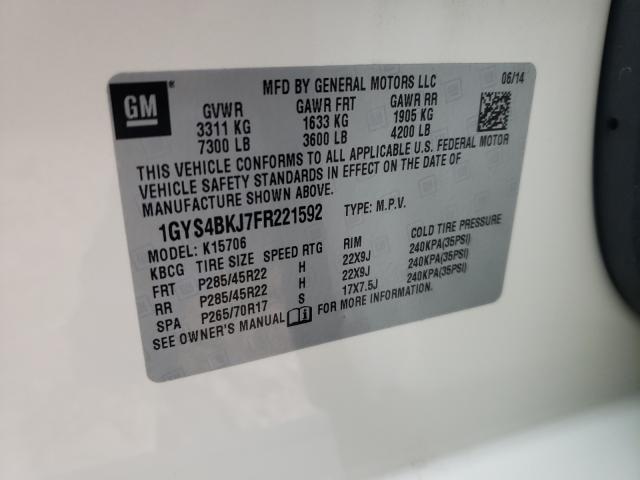 MFD BY GENERAL MOTORS LLC 06/14
GM
GVWR GAWR FRT GAWR RR
3311 KG 1633 KG 1905 KG
7300 LB 3600 LB 4200 LB
THIS VEHICLE CONFORMS TO ALL APPLICABLE U.S. FEDERAL MOTOR
VEHICLE SAFETY STANDARDS IN EFFECT ON THE DATE OF
MANUFACTURE SHOWN ABOVE.
1GYS4BKJ7FR221592 TYPE: M.P.V.
MODEL: K15706
KBCG TIRE SIZE SPEED RTG RIM COLD TIRE PRESSURE
FRT P285/45R22 H 22X9J 240KPA(35PSI)
RR P285/45R22 H 22X9J 240KPA(35PSI)
SPA P265/70R17 S 17X7.5J 240KPA(35PSI)
SEE OWNER'S MANUAL